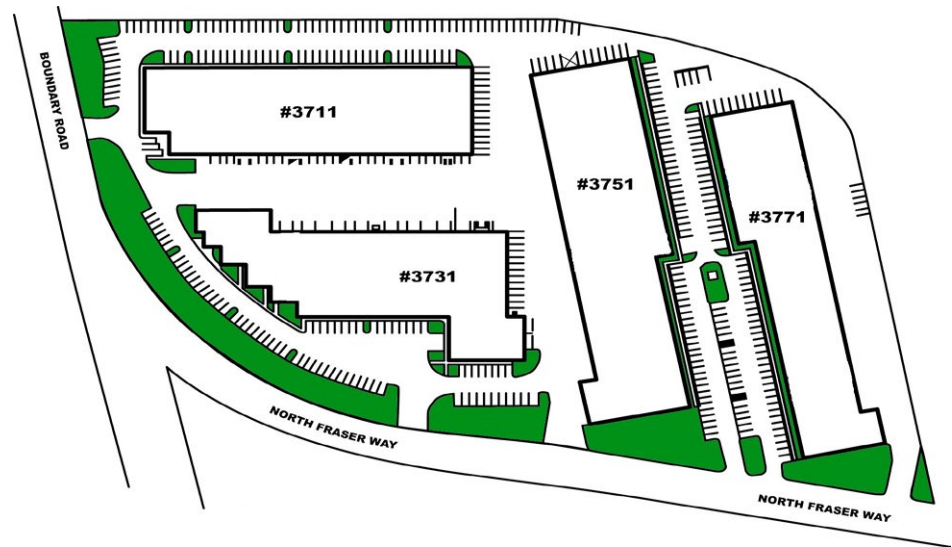 BOUNDARY ROAD
#3711
#3751
#3771
#3731
NORTH FRASER WAY
NORTH FRASER WAY